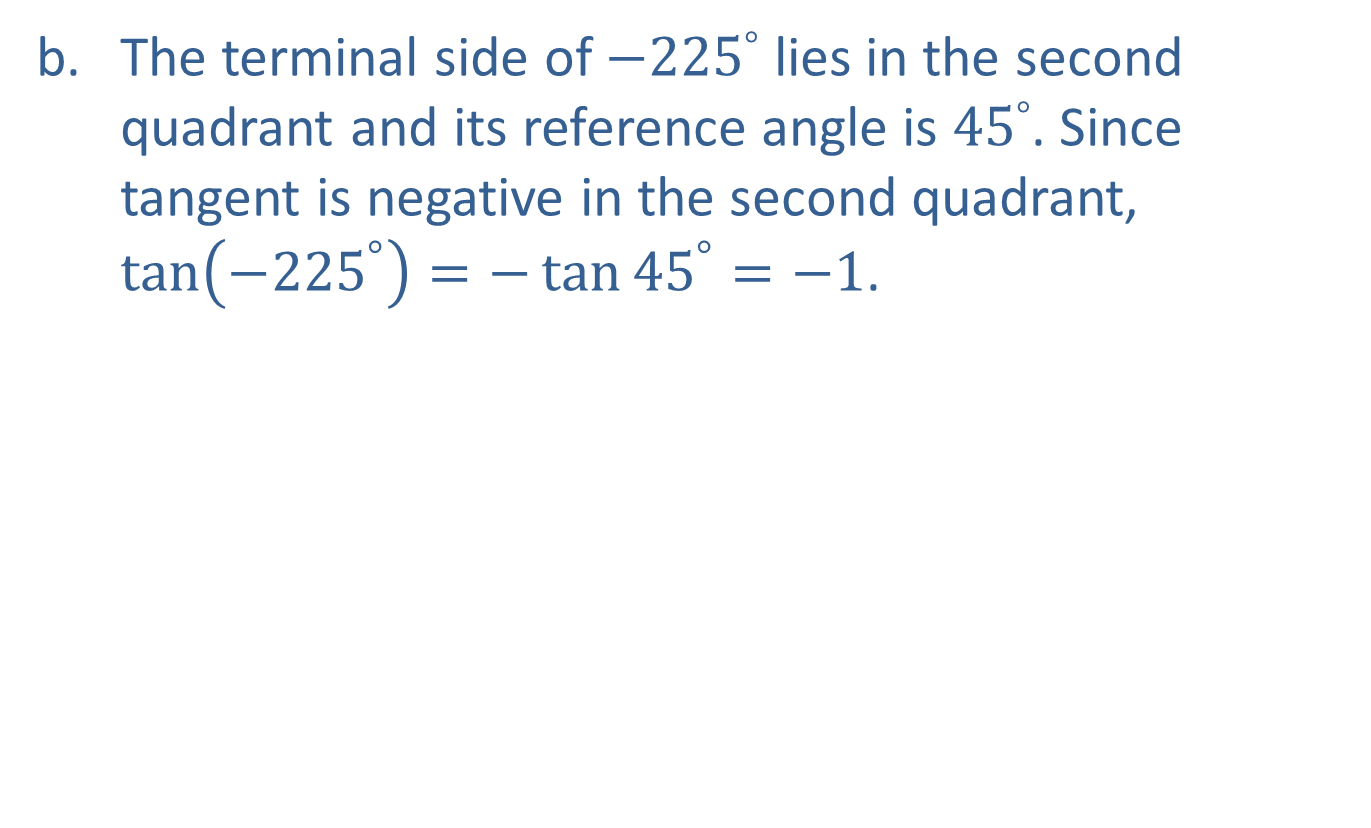 b. The terminal side of −225° lies in the second
quadrant and its reference angle is 45°. Since
tangent is negative in the second quadrant,
tan(−225°) = − tan 45° = −1.